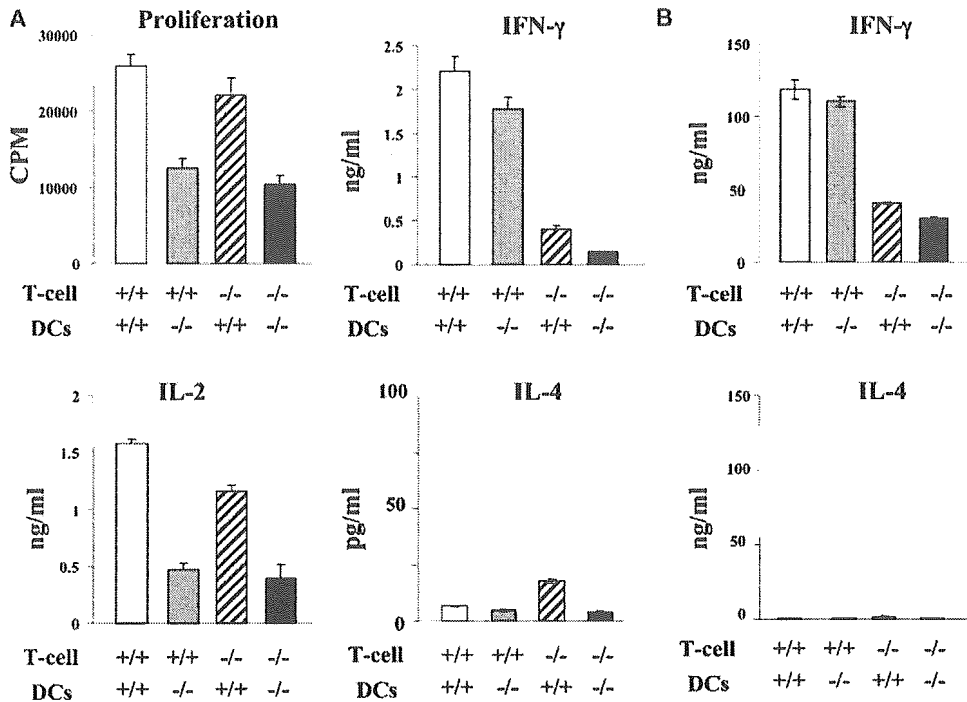 A
Proliferation
30000
20000
10000
0
CPM
T-cell +/+ +/+ -/- -/-
DCs +/+ -/- +/+ -/-
IFN-γ
2.5
2
1.5
1
0.5
0
ng/ml
T-cell +/+ +/+ -/- -/-
DCs +/+ -/- +/+ -/-
B
IFN-γ
150
100
50
0
ng/ml
T-cell +/+ +/+ -/- -/-
DCs +/+ -/- +/+ -/-
IL-2
2
1.5
1
0.5
0
ng/ml
T-cell +/+ +/+ -/- -/-
DCs +/+ -/- +/+ -/-
IL-4
100
50
0
pg/ml
T-cell +/+ +/+ -/- -/-
DCs +/+ -/- +/+ -/-
IL-4
150
100
50
0
ng/ml
T-cell +/+ +/+ -/- -/-
DCs +/+ -/- +/+ -/-